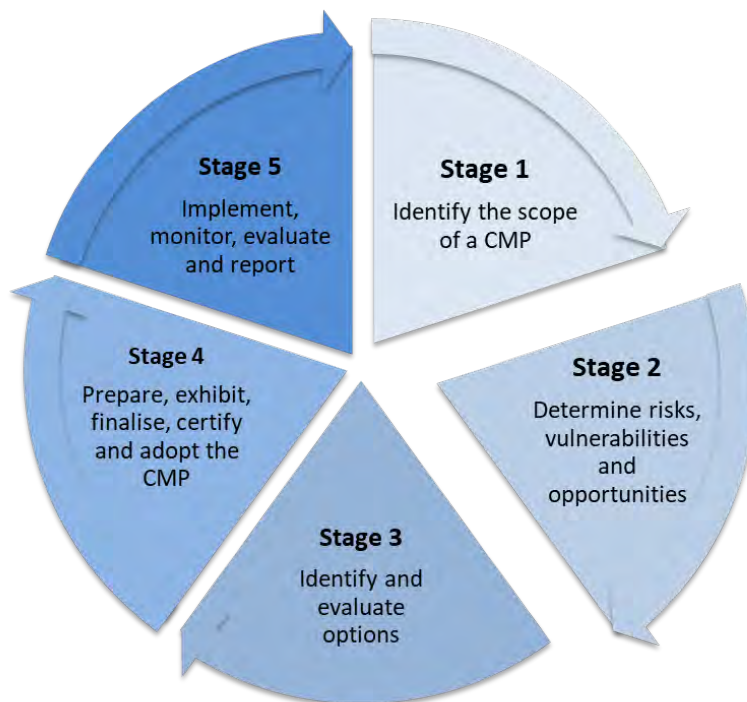 Stage 1
Identify the scope
of a CMP
Stage 2
Determine risks,
vulnerabilities
and
opportunities
Stage 3
Identify and
evaluate
options
Stage 4
Prepare, exhibit,
finalise, certify
and adopt the
CMP
Stage 5
Implement,
monitor, evaluate
and report